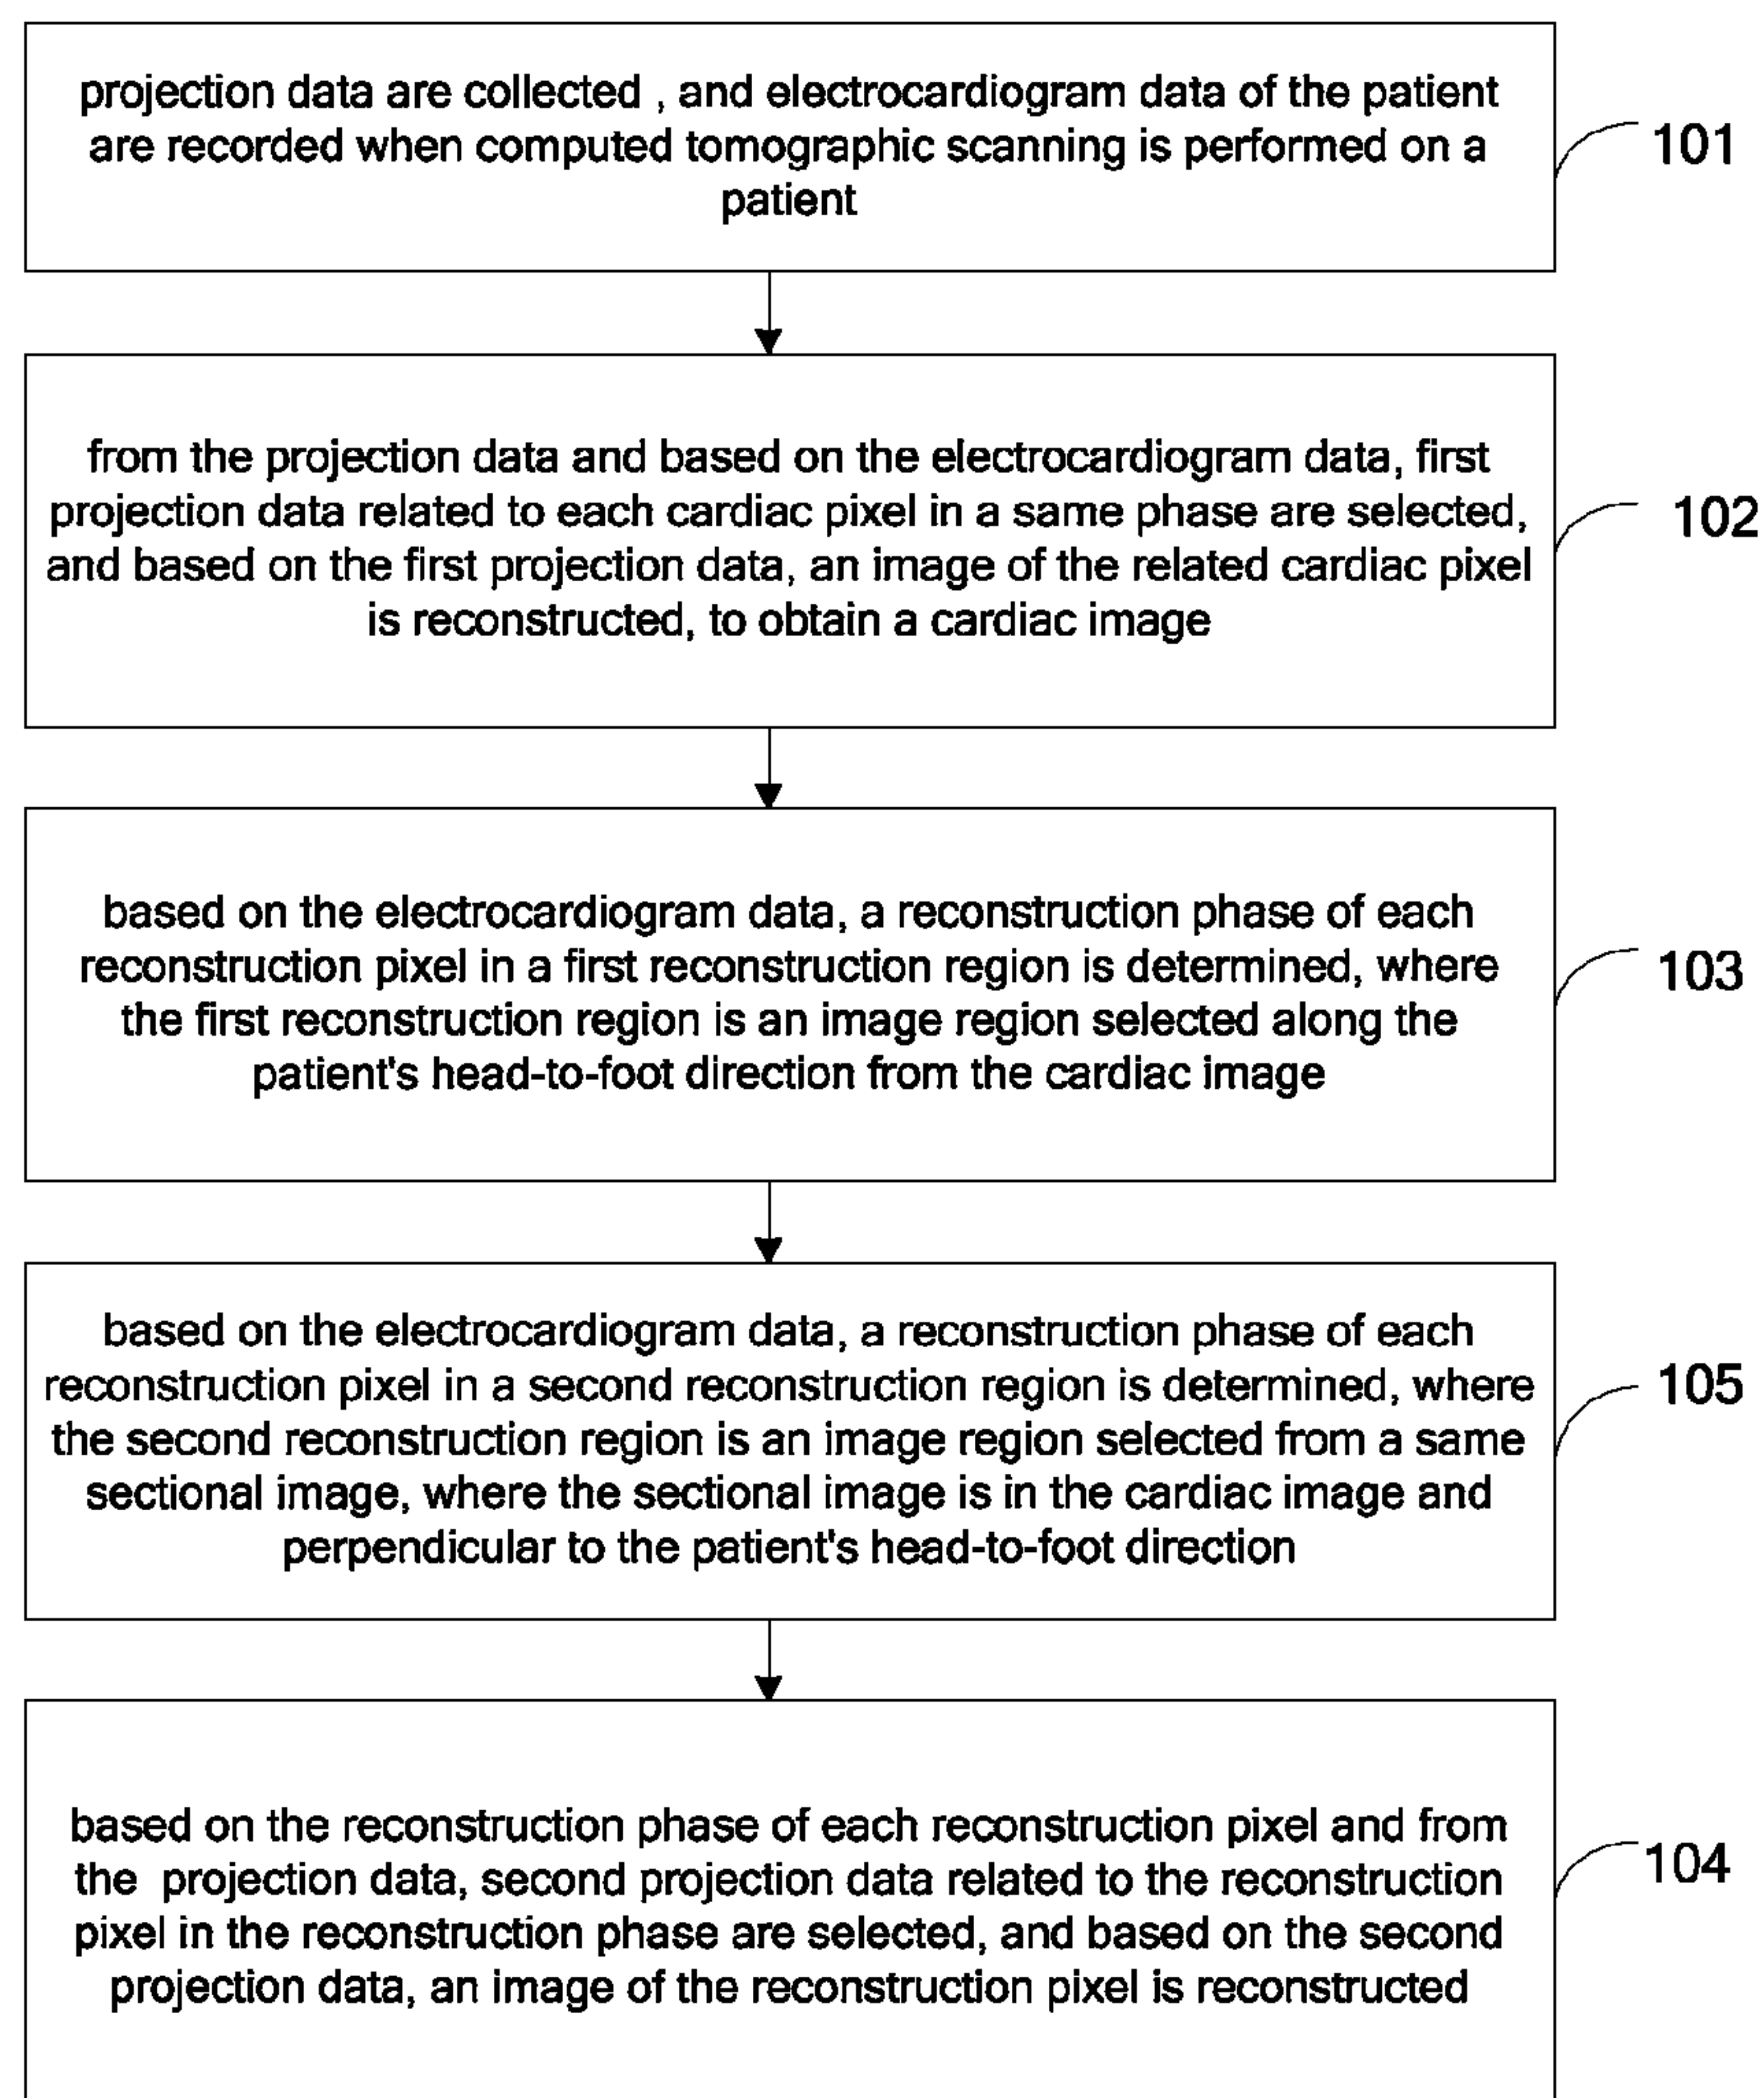 projection data are collected , and electrocardiogram data of the patient
are recorded when computed tomographic scanning is performed on a
patient
101
from the projection data and based on the electrocardiogram data, first
projection data related to each cardiac pixel in a same phase are selected,
and based on the first projection data, an image of the related cardiac pixel
is reconstructed, to obtain a cardiac image
102
based on the electrocardiogram data, a reconstruction phase of each
reconstruction pixel in a first reconstruction region is determined, where
the first reconstruction region is an image region selected along the
patient's head-to-foot direction from the cardiac image
103
based on the electrocardiogram data, a reconstruction phase of each
reconstruction pixel in a second reconstruction region is determined, where
the second reconstruction region is an image region selected from a same
sectional image, where the sectional image is in the cardiac image and
perpendicular to the patient's head-to-foot direction
105
based on the reconstruction phase of each reconstruction pixel and from
the projection data, second projection data related to the reconstruction
pixel in the reconstruction phase are selected, and based on the second
projection data, an image of the reconstruction pixel is reconstructed
104